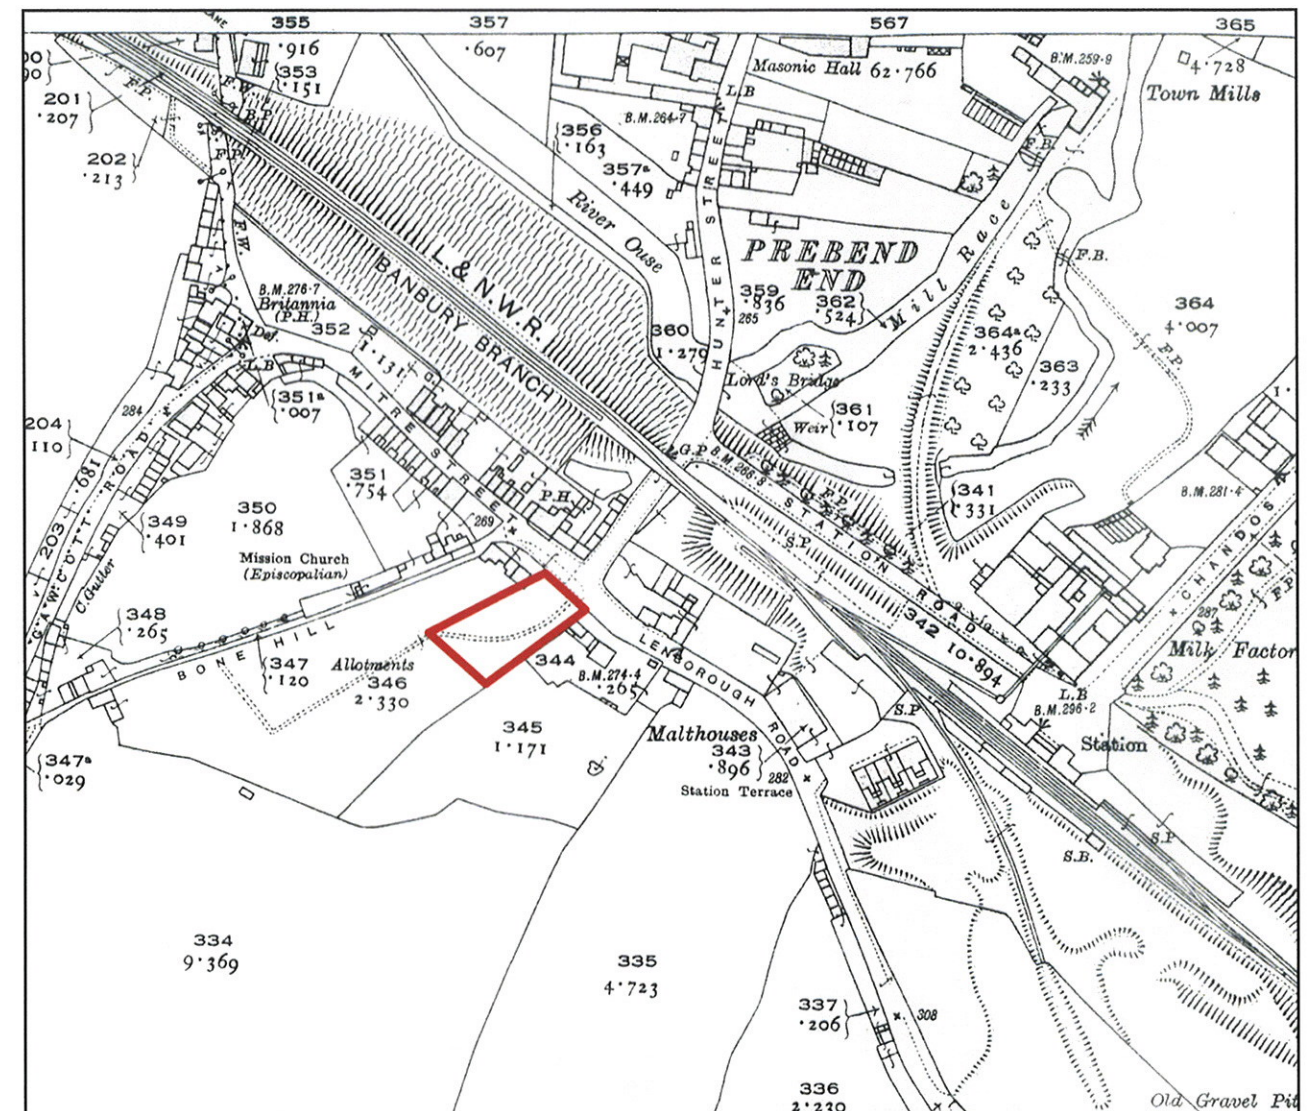 355
357
567
365
LANE
·916
·607
353
·151
F.W.
B.P.
F.P.
201
·207
202
·213
F.P.
F.W.
L.B
Masonic Hall 62·766
B.M.259·9
4·728
Town Mills
B.M.264·7
356
·163
357a
·449
F.B.
River Ouse
HUNTER STREET
PREBEND
END
Mill Race
F.B.
L.& N.W.R.
BANBURY BRANCH
B.M.276·7
Britannia
(P.H.)
352
1·131
L.B
351a
·007
284
359
·836
265
362
·524
360
1·279
364
4·007
364a
2·436
363
·233
F.P.
Lord's Bridge
361
·107
Weir
204
110
MITRE STREET
351
·754
G.P
B.M.266·8
F.P.
STATION ROAD
S.P.
341
·331
B.M.281·4
P.H.
269
350
1·868
349
·401
203
·681
GAWCOTT ROAD
C.Gutter
Mission Church
(Episcopalian)
348
·265
BONE HILL
347
·120
Allotments
346
2·330
344
·265
B.M.274·4
LENBOROUGH ROAD
342
10·894
CHANDOS
287
F.P.
Milk Factor
L.B
B.M.296·2
S.P
Station
345
1·171
Malthouses
343
·896
282
Station Terrace
347a
·029
S.B.
S.P
334
9·369
335
4·723
337
·206
308
336
2·230
Old Gravel Pit